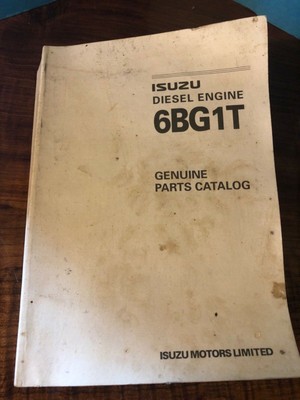 ISUZU
DIESEL ENGINE
6BG1T
GENUINE
PARTS CATALOG
ISUZU MOTORS LIMITED